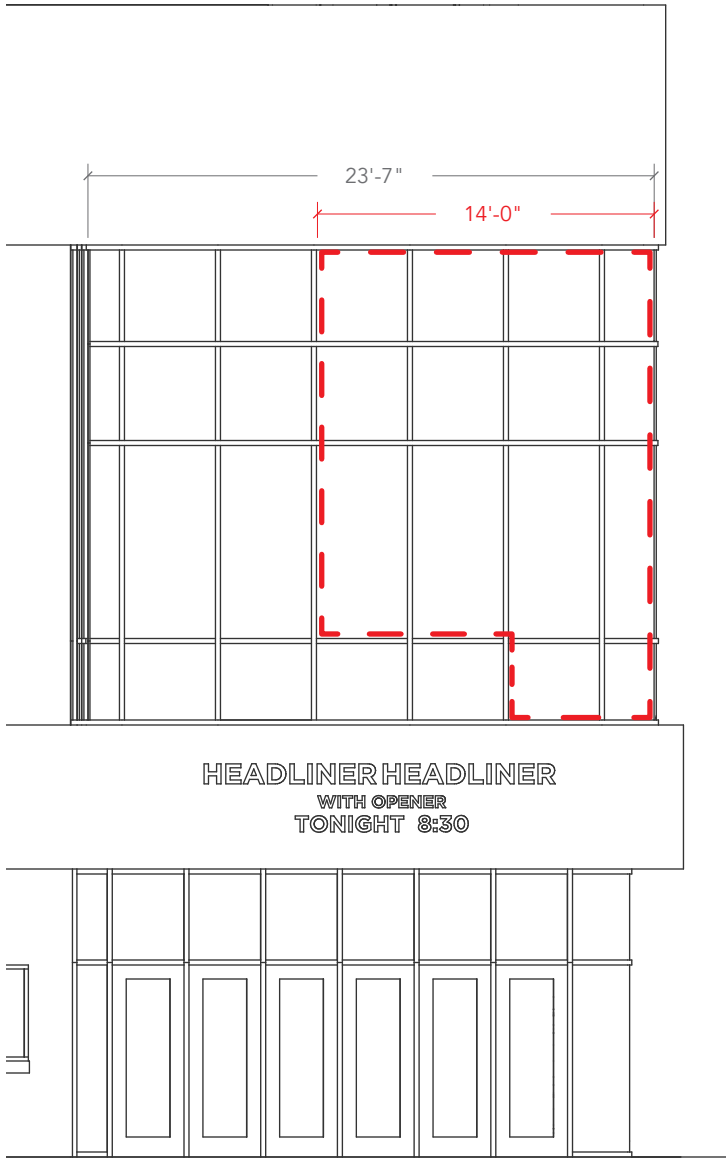 23'-7"
14'-0"
HEADLINER HEADLINER
WITH OPENER
TONIGHT 8:30